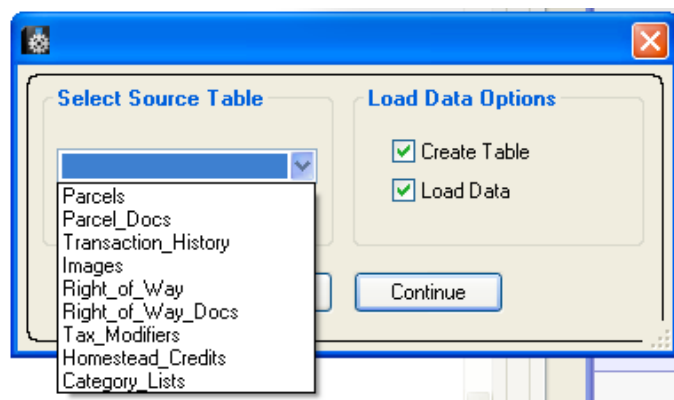 Select Source Table
Load Data Options
Create Table
Load Data
Parcels
Parcel_Docs
Transaction_History
Images
Right_of_Way
Right_of_Way_Docs
Tax_Modifiers
Homestead_Credits
Category_Lists
Continue